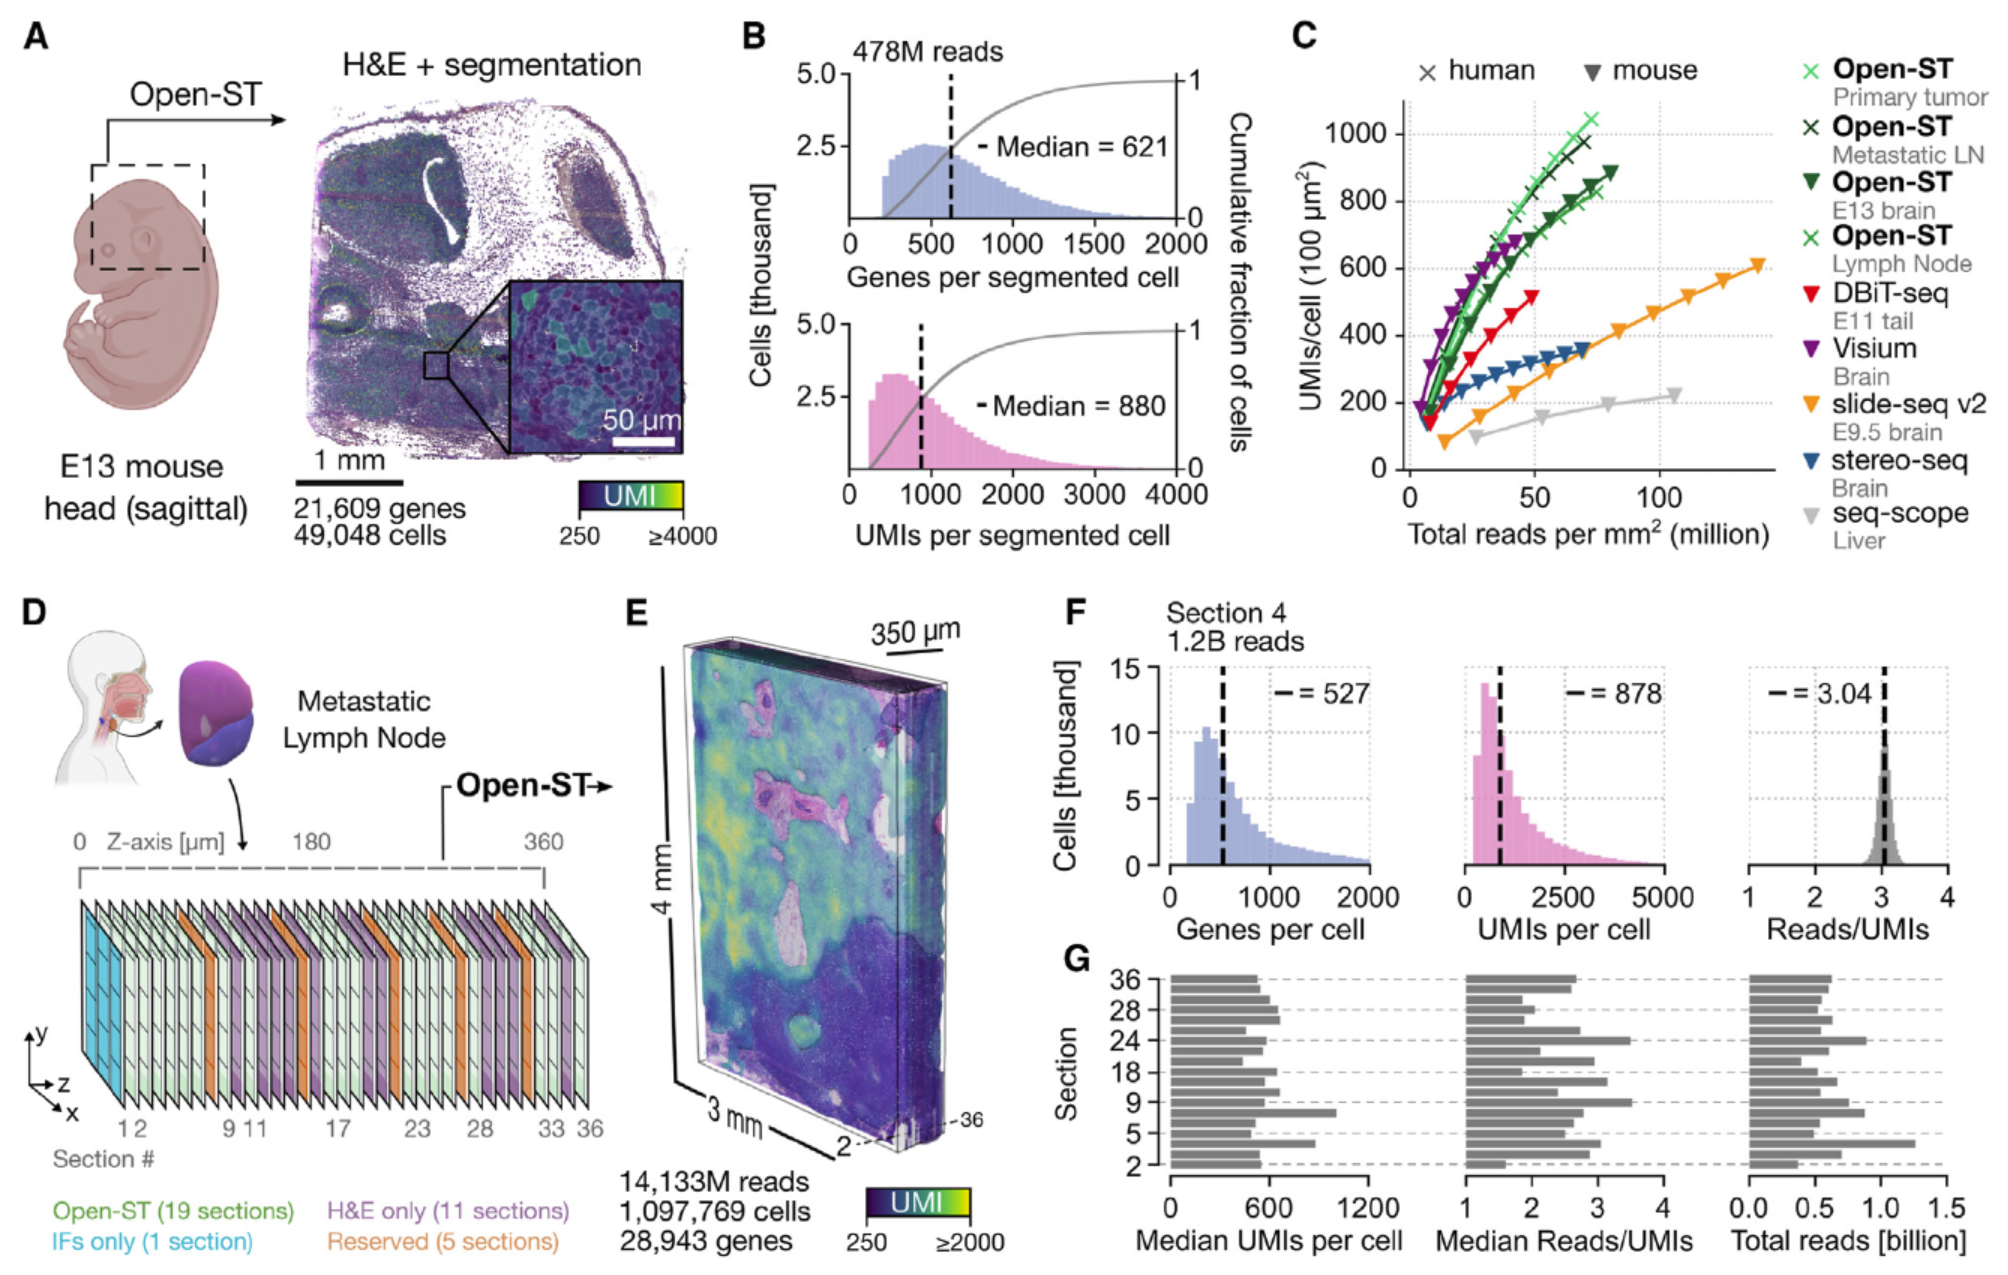 A
Open-ST
H&E + segmentation
E13 mouse
head (sagittal)
50 µm
1 mm
21,609 genes
49,048 cells
UMI
250 ≥4000
B
478M reads
5.0
2.5
1
0
Median = 621
0 500 1000 1500 2000
Genes per segmented cell
Cells [thousand]
Cumulative fraction of cells
5.0
2.5
1
0
Median = 880
0 1000 2000 3000 4000
UMIs per segmented cell
C
human mouse
1000
800
600
400
200
0
UMIs/cell (100 µm²)
0 50 100
Total reads per mm² (million)
Open-ST
Primary tumor
Open-ST
Metastatic LN
Open-ST
E13 brain
Open-ST
Lymph Node
DBiT-seq
E11 tail
Visium
Brain
slide-seq v2
E9.5 brain
stereo-seq
Brain
seq-scope
Liver
D
Metastatic
Lymph Node
Open-ST
0 Z-axis [µm] 180 360
y
z
x
1 2 9 11 17 23 28 33 36
Section #
Open-ST (19 sections) H&E only (11 sections)
IFs only (1 section) Reserved (5 sections)
E
350 µm
4 mm
3 mm
2
36
14,133M reads
1,097,769 cells
28,943 genes
UMI
250 ≥2000
F
Section 4
1.2B reads
Cells [thousand]
15
10
5
0
= 527
0 1000 2000
Genes per cell
= 878
0 2500 5000
UMIs per cell
= 3.04
1 2 3 4
Reads/UMIs
G
Section
36
28
24
18
9
5
2
0 600 1200
Median UMIs per cell
1 2 3 4
Median Reads/UMIs
0.0 0.5 1.0 1.5
Total reads [billion]